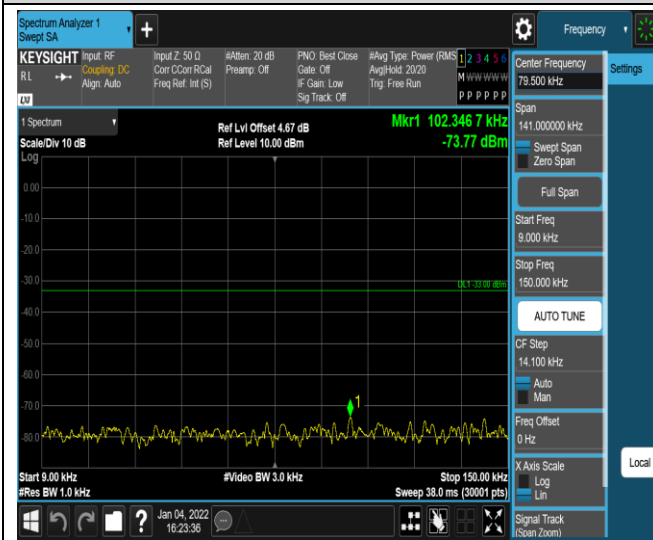 Spectrum Analyzer 1
Swept SA
+
Frequency
KEYSIGHT Input: RF Input Z: 50 Ω #Atten: 20 dB PNO: Best Close #Avg Type: Power (RMS 1 2 3 4 5 6
RL Coupling: DC Corr CCorr RCal Preamp: Off Gate: Off Avg|Hold: 20/20 M W W W W W
Align: Auto Freq Ref: Int (S) IF Gain: Low Trig: Free Run
Sig Track: Off P P P P P P
LXI
1 Spectrum
Scale/Div 10 dB
Ref Lvl Offset 4.67 dB
Ref Level 10.00 dBm
Mkr1 102.346 7 kHz
-73.77 dBm
Log
0.00
-10.0
-20.0
-30.0
DL1 -33.00 dBm
-40.0
-50.0
-60.0
-70.0
1
-80.0
Start 9.00 kHz #Video BW 3.0 kHz Stop 150.00 kHz
#Res BW 1.0 kHz Sweep 38.0 ms (30001 pts)
?
Jan 04, 2022
16:23:36
Center Frequency
79.500 kHz
Settings
Span
141.000000 kHz
Swept Span
Zero Span
Full Span
Start Freq
9.000 kHz
Stop Freq
150.000 kHz
AUTO TUNE
CF Step
14.100 kHz
Auto
Man
Freq Offset
0 Hz
X Axis Scale
Log
Lin
Local
Signal Track
(Span Zoom)